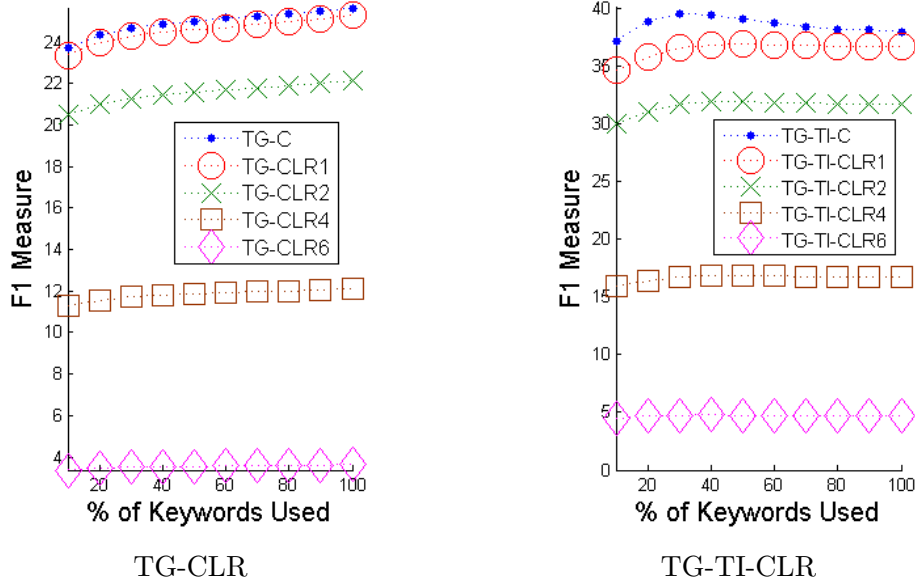 24
22
20
18
16
14
12
10
8
6
4
F1 Measure
TG-C
TG-CLR1
TG-CLR2
TG-CLR4
TG-CLR6
20 40 60 80 100
% of Keywords Used
TG-CLR
40
35
30
25
20
15
10
5
0
F1 Measure
TG-TI-C
TG-TI-CLR1
TG-TI-CLR2
TG-TI-CLR4
TG-TI-CLR6
20 40 60 80 100
% of Keywords Used
TG-TI-CLR